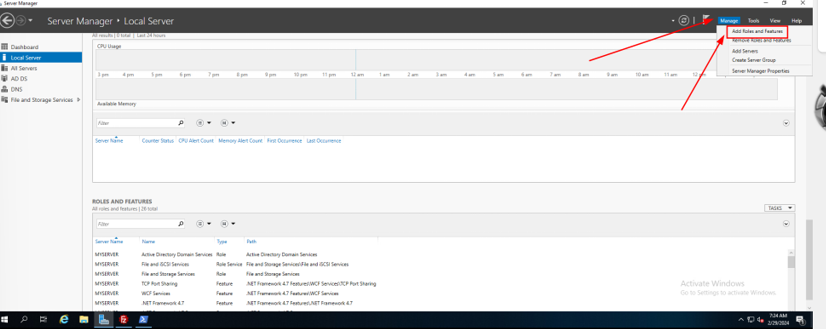 Server Manager
Server Manager • Local Server
Manage Tools View Help
Add Roles and Features
Remove Roles and Features
Add Servers
Create Server Group
Server Manager Properties
Dashboard
Local Server
All Servers
AD DS
DNS
File and Storage Services
All results | 0 total | Last 24 hours
CPU Usage
3 pm 4 pm 5 pm 6 pm 7 pm 8 pm 9 pm 10 pm 11 pm 12 am 1 am 2 am 3 am 4 am 5 am 6 am 7 am 8 am 9 am 10 am 11 am 12
Available Memory
Filter
Server Name Counter Status CPU Alert Count Memory Alert Count First Occurrence Last Occurrence
ROLES AND FEATURES
All roles and features | 26 total
TASKS
Filter
Server Name Name Type Path
MYSERVER Active Directory Domain Services Role Active Directory Domain Services
MYSERVER File and iSCSI Services Role Service File and Storage Services\File and iSCSI Services
MYSERVER File and Storage Services Role File and Storage Services
MYSERVER TCP Port Sharing Feature .NET Framework 4.7 Features\WCF Services\TCP Port Sharing
MYSERVER WCF Services Feature .NET Framework 4.7 Features\WCF Services
MYSERVER .NET Framework 4.7 Feature .NET Framework 4.7 Features\.NET Framework 4.7
Activate Windows
Go to Settings to activate Windows.
7:24 AM
2/29/2024